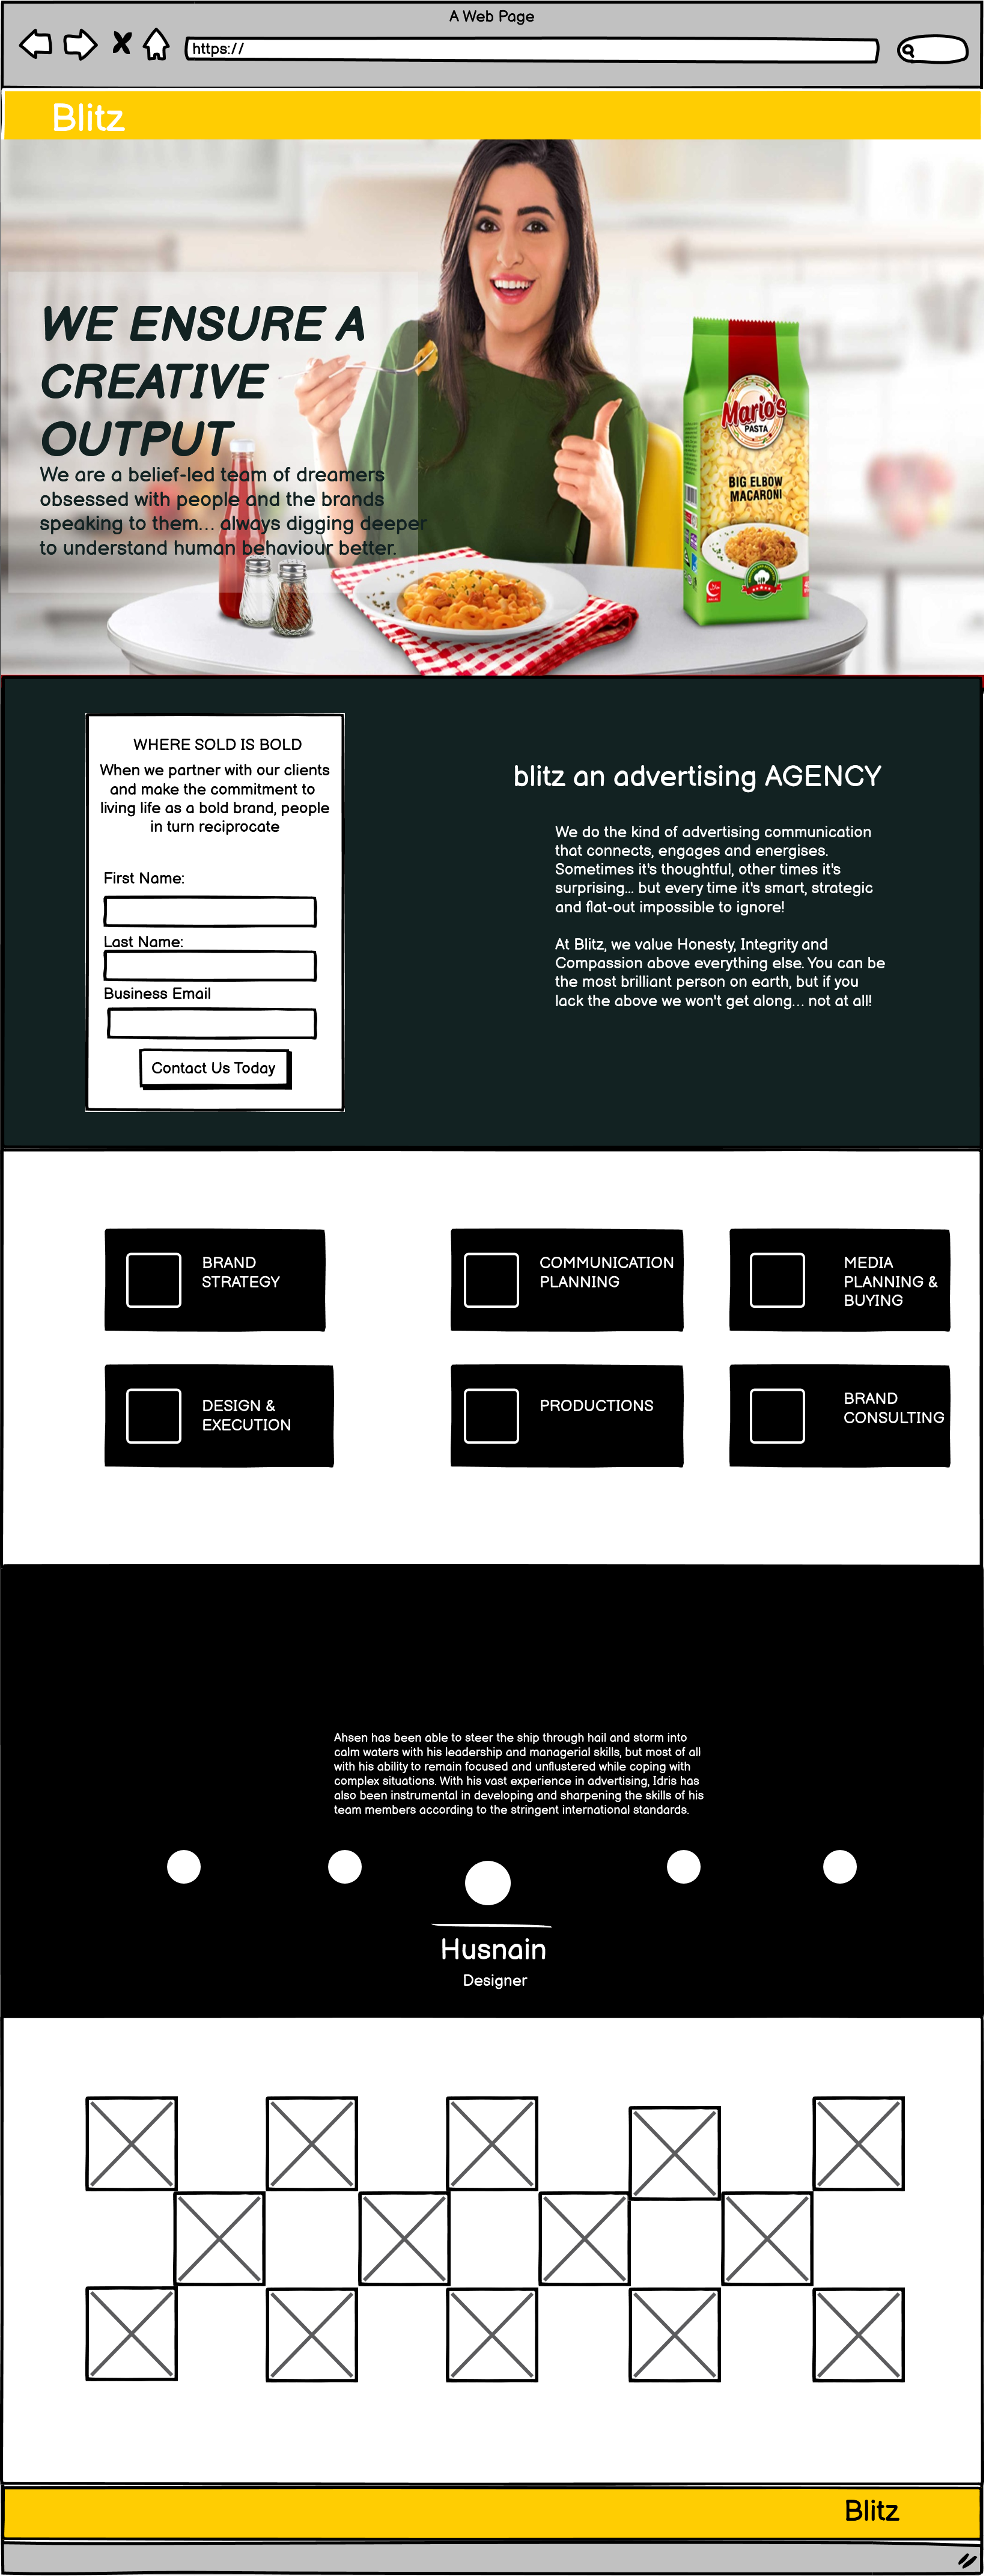 A Web Page
https://
Blitz
WE ENSURE A
CREATIVE
OUTPUT
We are a belief-led team of dreamers
obsessed with people and the brands
speaking to them... always digging deeper
to understand human behaviour better.
Mario's
PASTA
BIG ELBOW
MACARONI
WHERE SOLD IS BOLD
When we partner with our clients
and make the commitment to
living life as a bold brand, people
in turn reciprocate
First Name:
Last Name:
Business Email
Contact Us Today
blitz an advertising AGENCY
We do the kind of advertising communication
that connects, engages and energises.
Sometimes it's thoughtful, other times it's
surprising... but every time it's smart, strategic
and flat-out impossible to ignore!
At Blitz, we value Honesty, Integrity and
Compassion above everything else. You can be
the most brilliant person on earth, but if you
lack the above we won't get along... not at all!
BRAND
STRATEGY
COMMUNICATION
PLANNING
MEDIA
PLANNING &
BUYING
DESIGN &
EXECUTION
PRODUCTIONS
BRAND
CONSULTING
Ahsen has been able to steer the ship through hail and storm into
calm waters with his leadership and managerial skills, but most of all
with his ability to remain focused and unflustered while coping with
complex situations. With his vast experience in advertising, Idris has
also been instrumental in developing and sharpening the skills of his
team members according to the stringent international standards.
Husnain
Designer
Blitz